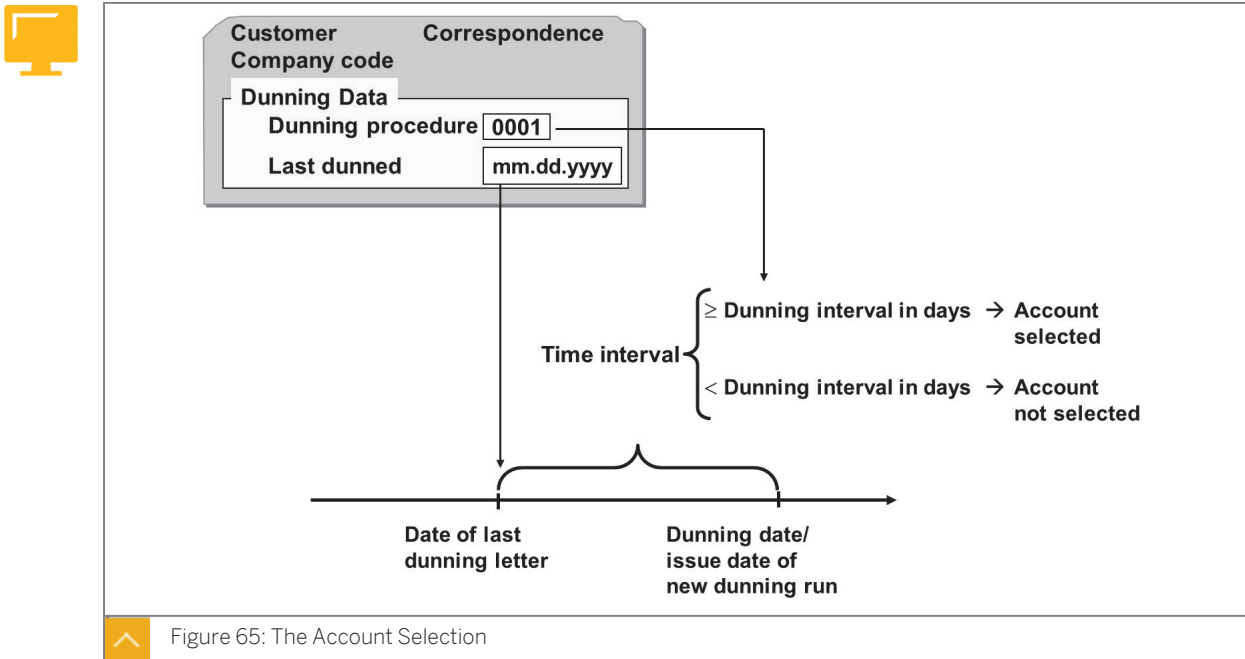 Customer Correspondence
Company code
Dunning Data
Dunning procedure 0001
Last dunned mm.dd.yyyy
Time interval
≥ Dunning interval in days → Account
selected
< Dunning interval in days → Account
not selected
Date of last
dunning letter
Dunning date/
issue date of
new dunning run
Figure 65: The Account Selection